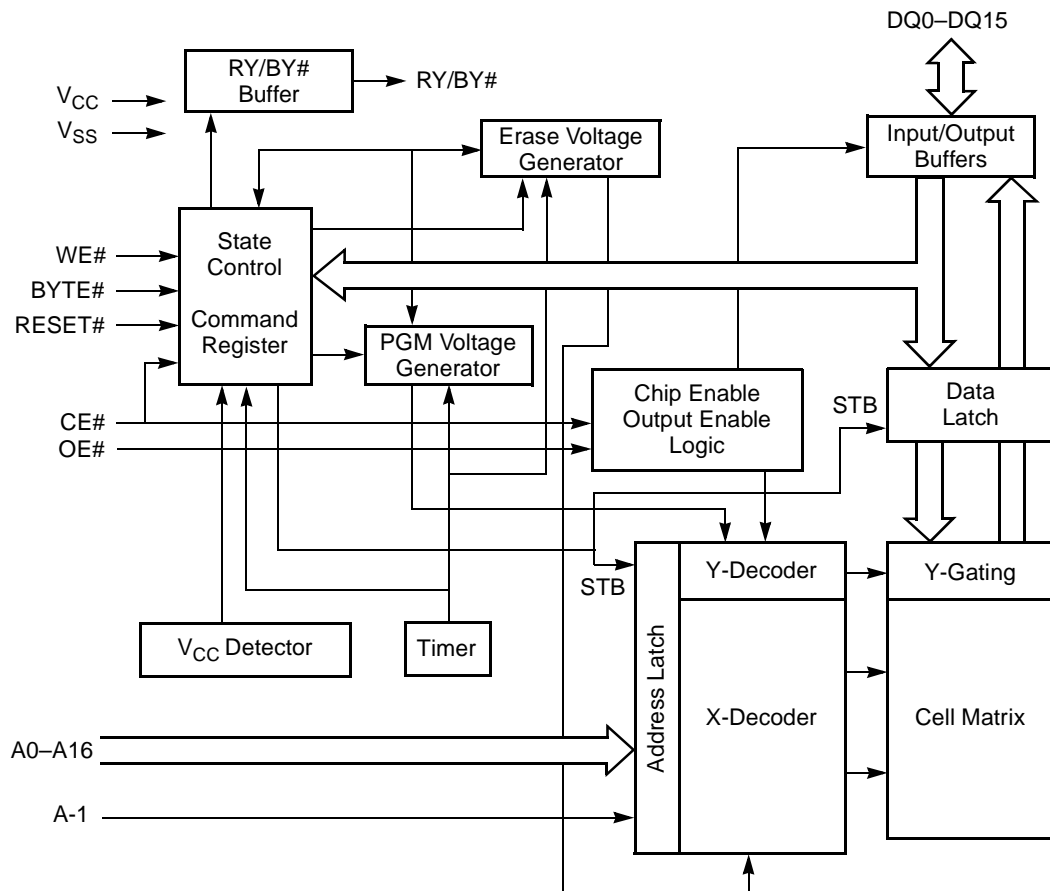 DQ0–DQ15
RY/BY#
Buffer
RY/BY#
VCC
VSS
Erase Voltage
Generator
Input/Output
Buffers
State
Control
Command
Register
WE#
BYTE#
RESET#
PGM Voltage
Generator
Chip Enable
Output Enable
Logic
STB
Data
Latch
CE#
OE#
STB
Y-Decoder
Y-Gating
VCC Detector
Timer
Address Latch
X-Decoder
Cell Matrix
A0–A16
A-1